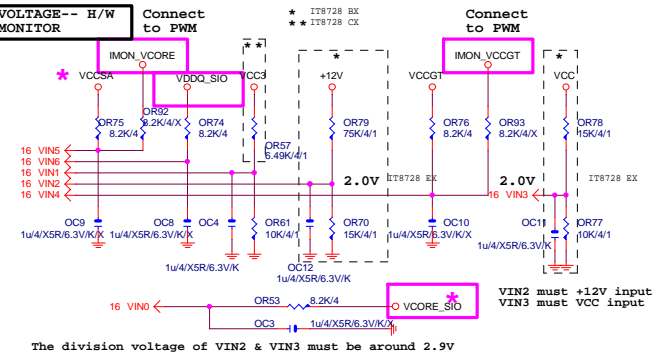 VOLTAGE-- H/W
MONITOR
Connect
to PWM
* IT8728 BX
** IT8728 CX
Connect
to PWM
IMON_VCORE
**
*
IMON_VCCGT
*
* VCCSA
VDDQ_SIO
VCC3
+12V
VCCGT
VCC
OR75
8.2K/4
OR92
8.2K/4/X
OR74
8.2K/4
OR57
6.49K/4/1
OR79
75K/4/1
OR76
8.2K/4
OR93
8.2K/4/X
OR78
15K/4/1
16 VIN5
16 VIN6
16 VIN1
16 VIN2
16 VIN4
2.0V
IT8728 EX
2.0V
IT8728 EX
16 VIN3
OC9
1u/4/X5R/6.3V/K/X
OC8
1u/4/X5R/6.3V/K/X
OC4
1u/4/X5R/6.3V/K
OR61
10K/4/1
OC12
1u/4/X5R/6.3V/K
OR70
15K/4/1
OC10
1u/4/X5R/6.3V/K/X
OC11
1u/4/X5R/6.3V/K
OR77
10K/4/1
VIN2 must +12V input
VIN3 must VCC input
16 VIN0
OR53
8.2K/4
VCORE_SIO *
OC3
1u/4/X5R/6.3V/K/X
The division voltage of VIN2 & VIN3 must be around 2.9V